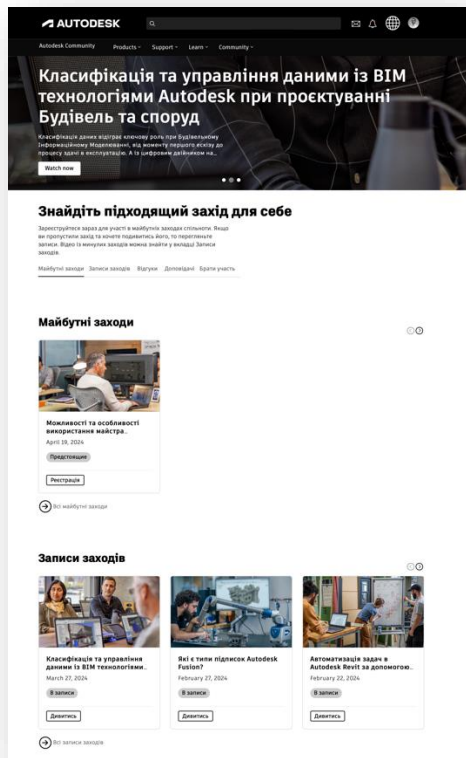 AUTODESK
Autodesk Community Products Support Learn Community
Класифікація та управління даними із BIM
технологіями Autodesk при проєктуванні
Будівель та споруд
Класифікація даних відіграє ключову роль при Будівельному
Інформаційному Моделюванні, від моменту першого ескізу до
процесу здачі в експлуатацію. А із цифровим двійником на...
Watch now
Знайдіть підходящий захід для себе
Зареєструйтеся зараз для участі в майбутніх заходах спільноти. Якщо
ви пропустили захід та хочете подивитись його, то перегляньте
записи. Відео із минулих заходів можна знайти у вкладці Записи
заходів.
Майбутні заходи Записи заходів Відгуки Доповідачі Брати участь
Майбутні заходи
Можливості та особливості
використання майстра..
April 19, 2024
Предстоящие
Реєстрація
Всі майбутні заходи
Записи заходів
Класифікація та управління
даними із BIM технологіями..
March 27, 2024
В записи
Дивитись
Які є типи підписок Autodesk
Fusion?
February 27, 2024
В записи
Дивитись
Автоматизація задач в
Autodesk Revit за допомогою..
February 22, 2024
В записи
Дивитись
Всі записи заходів